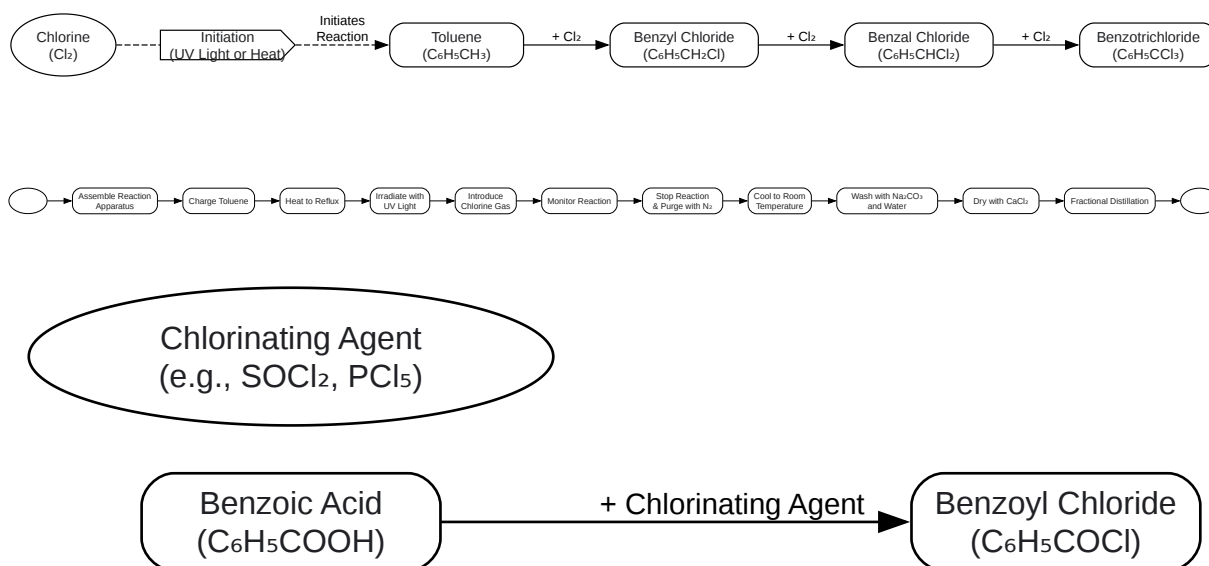 Chlorine
(Cl₂)
Initiation
(UV Light or Heat)
Initiates
Reaction
Toluene
(C₆H₅CH₃)
+ Cl₂
Benzyl Chloride
(C₆H₅CH₂Cl)
+ Cl₂
Benzal Chloride
(C₆H₅CHCl₂)
+ Cl₂
Benzotrichloride
(C₆H₅CCl₃)
Assemble Reaction
Apparatus
Charge Toluene
Heat to Reflux
Irradiate with
UV Light
Introduce
Chlorine Gas
Monitor Reaction
Stop Reaction
& Purge with N₂
Cool to Room
Temperature
Wash with Na₂CO₃
and Water
Dry with CaCl₂
Fractional Distillation
Chlorinating Agent
(e.g., SOCl₂, PCl₅)
Benzoic Acid
(C₆H₅COOH)
+ Chlorinating Agent
Benzoyl Chloride
(C₆H₅COCl)